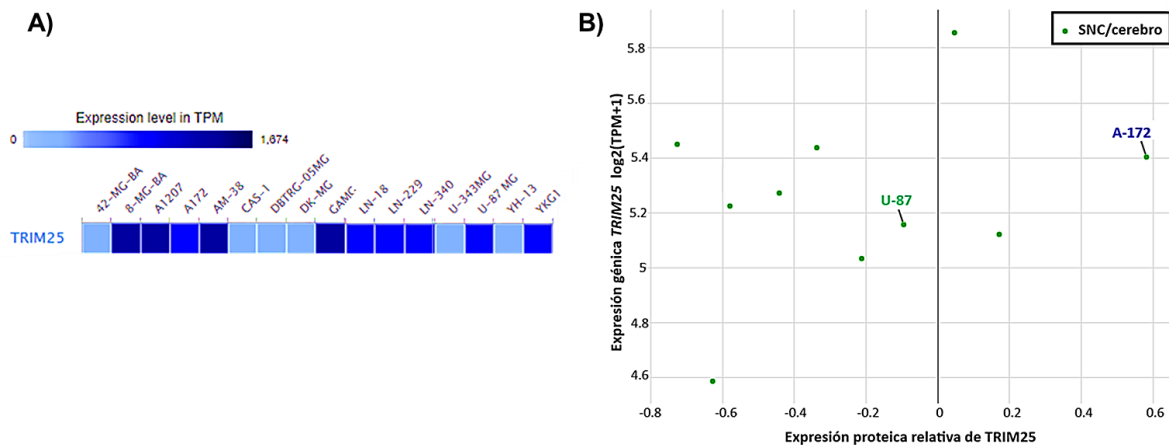 A)
Expression level in TPM
0 1,674
42-MG-BA 8-MG-BA A1207 A172 AM-38 CAS-1 DBTRG-05MG DK-MG GAMG LN-18 LN-229 LN-340 U-343MG U-87 MG YH-13 YKG1
TRIM25
B)
SNC/cerebro
Expresión génica TRIM25 log2(TPM+1)
5.8
5.6
5.4
5.2
5
4.8
4.6
A-172
U-87
-0.8 -0.6 -0.4 -0.2 0 0.2 0.4 0.6
Expresión proteica relativa de TRIM25